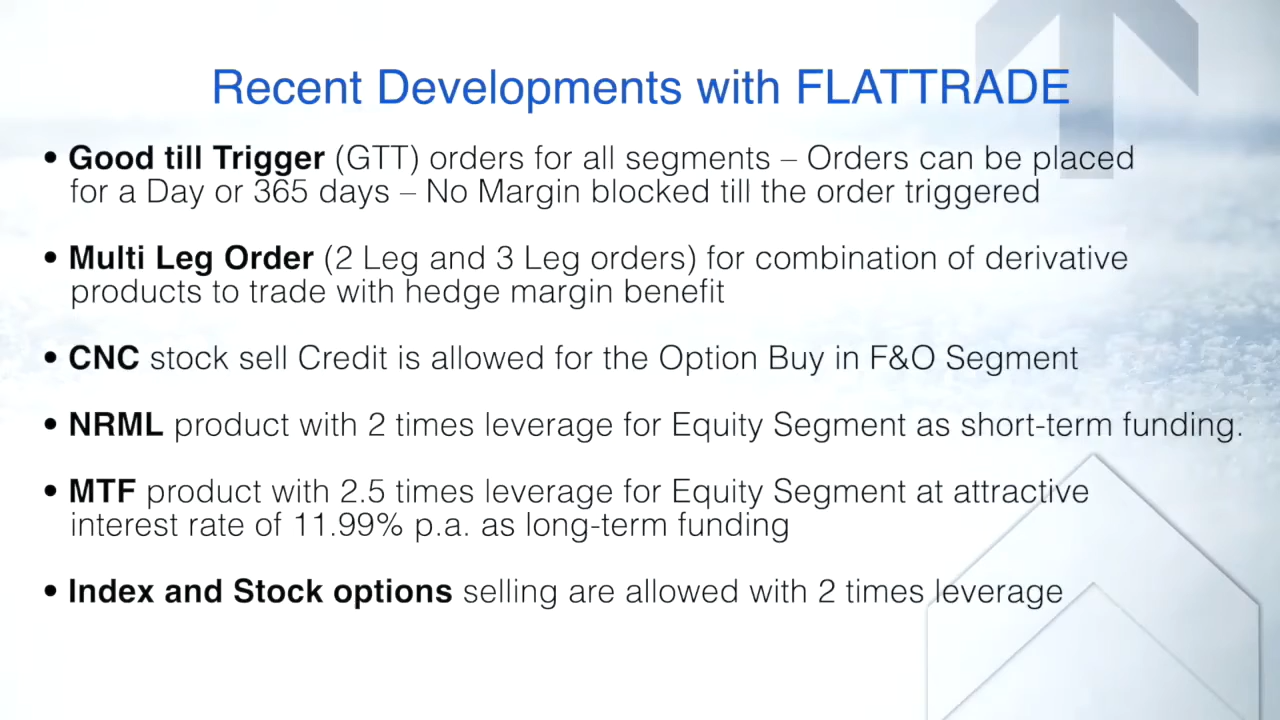 Recent Developments with FLATTRADE
• Good till Trigger (GTT) orders for all segments – Orders can be placed
for a Day or 365 days – No Margin blocked till the order triggered
• Multi Leg Order (2 Leg and 3 Leg orders) for combination of derivative
products to trade with hedge margin benefit
• CNC stock sell Credit is allowed for the Option Buy in F&O Segment
• NRML product with 2 times leverage for Equity Segment as short-term funding.
• MTF product with 2.5 times leverage for Equity Segment at attractive
interest rate of 11.99% p.a. as long-term funding
• Index and Stock options selling are allowed with 2 times leverage